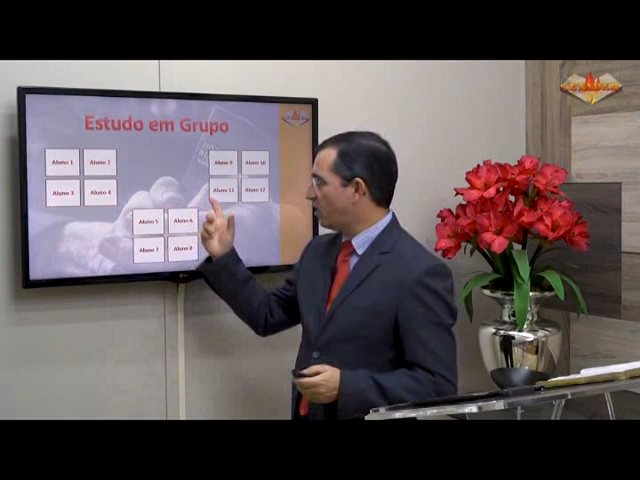 Estudo em Grupo
Aluno 1 Aluno 2
Aluno 3 Aluno 4
Aluno 5 Aluno 6
Aluno 7 Aluno 8
Aluno 9 Aluno 10
Aluno 11 Aluno 12
LG